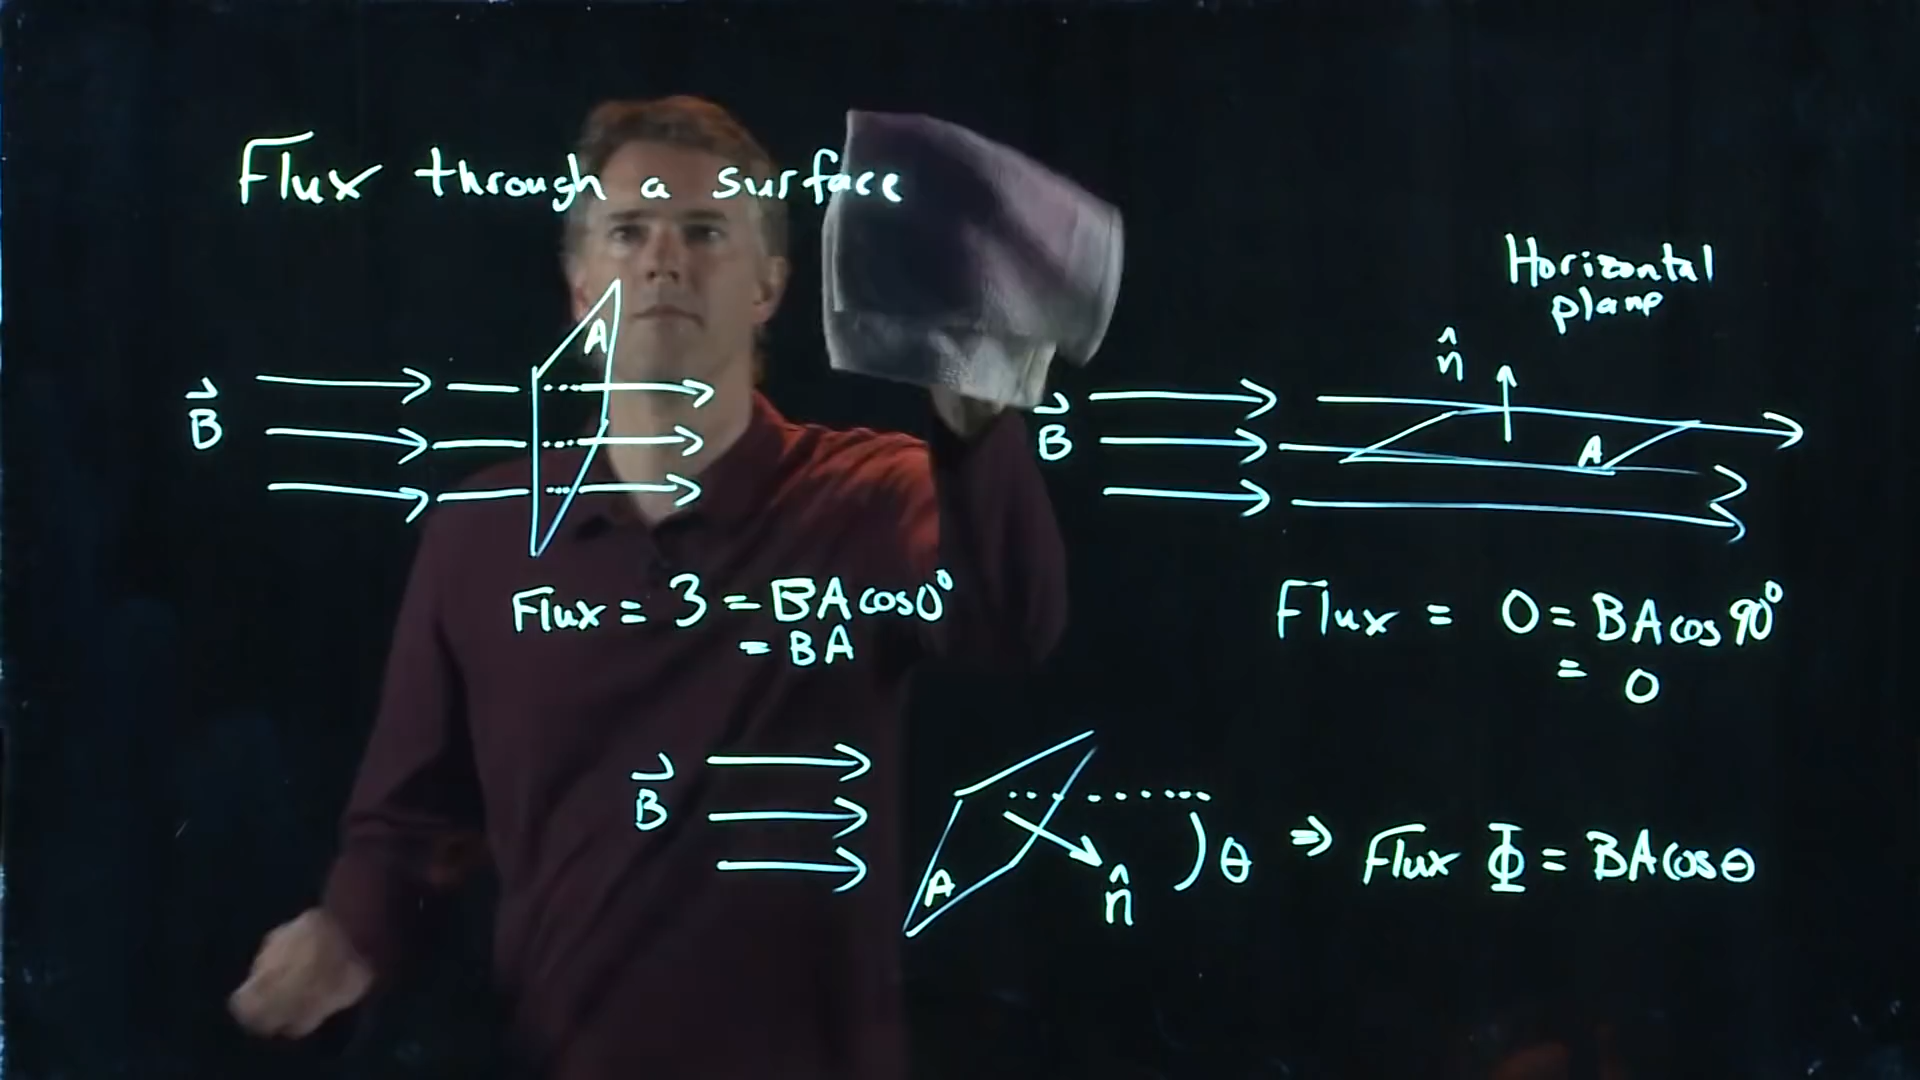 Flux through a surface
Horizontal
plane
A
B⃗
n̂
B⃗
A
Flux = 3 = BA cos 0°
= BA
Flux = 0 = BA cos 90°
= 0
B⃗
A
n̂
θ
⇒ Flux Φ = BA cos θ